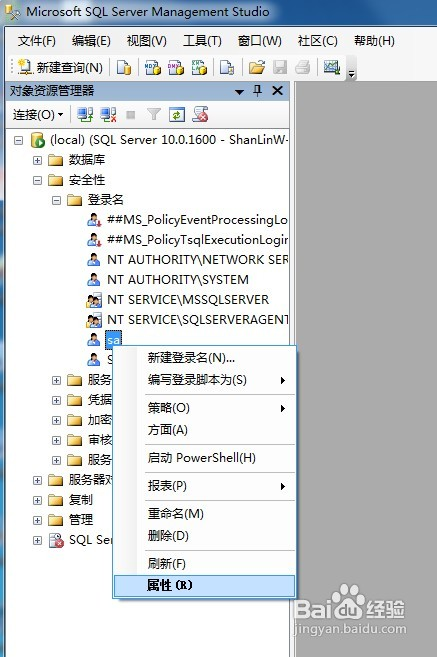 Microsoft SQL Server Management Studio
文件(F) 编辑(E) 视图(V) 工具(T) 窗口(W) 社区(C) 帮助(H)
新建查询(N)
对象资源管理器
连接(O)
(local) (SQL Server 10.0.1600 - ShanLinW-
数据库
安全性
登录名
##MS_PolicyEventProcessingLo
##MS_PolicyTsqlExecutionLogin
NT AUTHORITY\NETWORK SER
NT AUTHORITY\SYSTEM
NT SERVICE\MSSQLSERVER
NT SERVICE\SQLSERVERAGENT
sa
S
新建登录名(N)...
服务
编写登录脚本为(S)
凭据
策略(O)
加密
方面(A)
审核
启动 PowerShell(H)
服务
服务器对
报表(P)
复制
重命名(M)
管理
删除(D)
SQL Ser
刷新(F)
属性(R)
Baidu 经验
jingyan.baidu.com